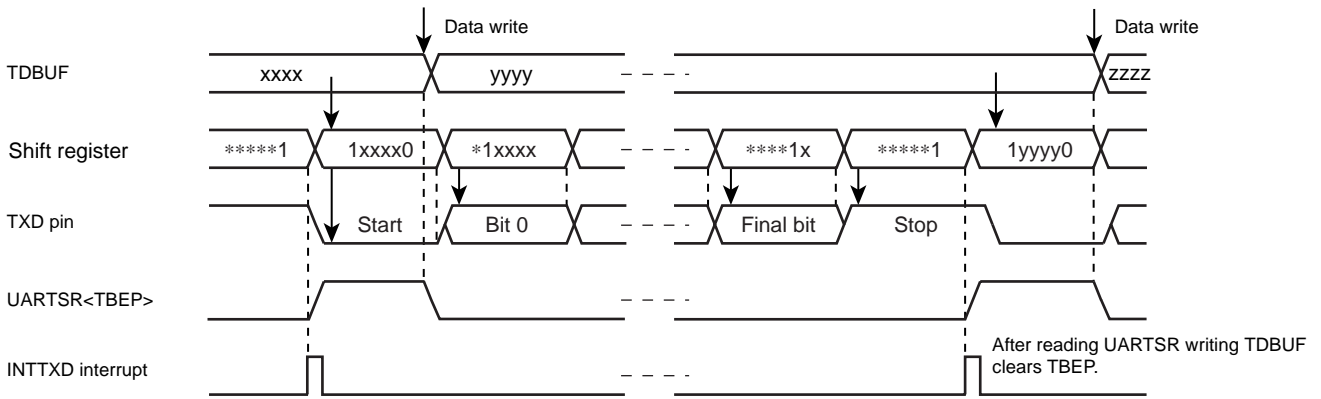 Data write
Data write
TDBUF
xxxx
yyyy
zzzz
Shift register
*****1
1xxxx0
*1xxxx
****1x
*****1
1yyyy0
TXD pin
Start
Bit 0
Final bit
Stop
UARTSR<TBEP>
INTTXD interrupt
After reading UARTSR writing TDBUF
clears TBEP.